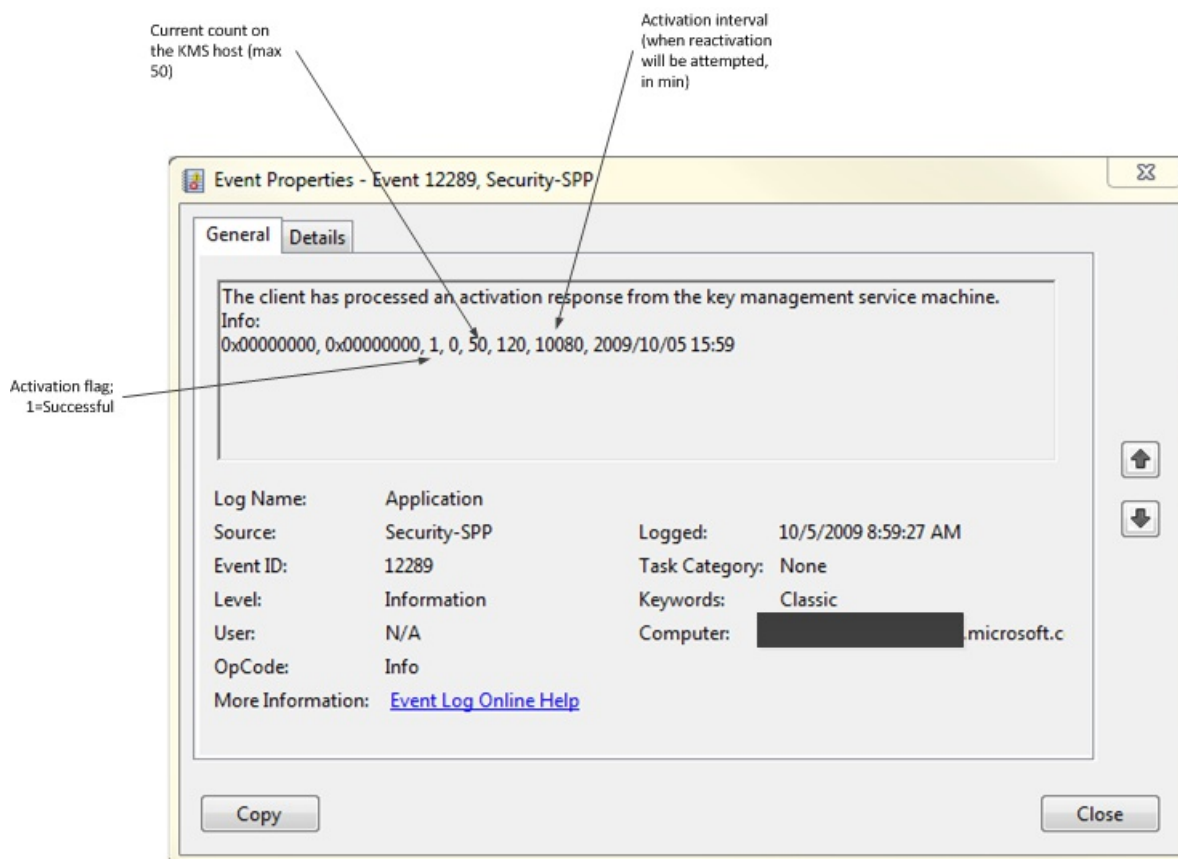 Current count on
the KMS host (max
50)
Activation interval
(when reactivation
will be attempted,
in min)
Event Properties - Event 12289, Security-SPP
General Details
The client has processed an activation response from the key management service machine.
Info:
0x00000000, 0x00000000, 1, 0, 50, 120, 10080, 2009/10/05 15:59
Activation flag;
1=Successful
Log Name: Application
Source: Security-SPP Logged: 10/5/2009 8:59:27 AM
Event ID: 12289 Task Category: None
Level: Information Keywords: Classic
User: N/A Computer: .microsoft.c
OpCode: Info
More Information: Event Log Online Help
Copy Close